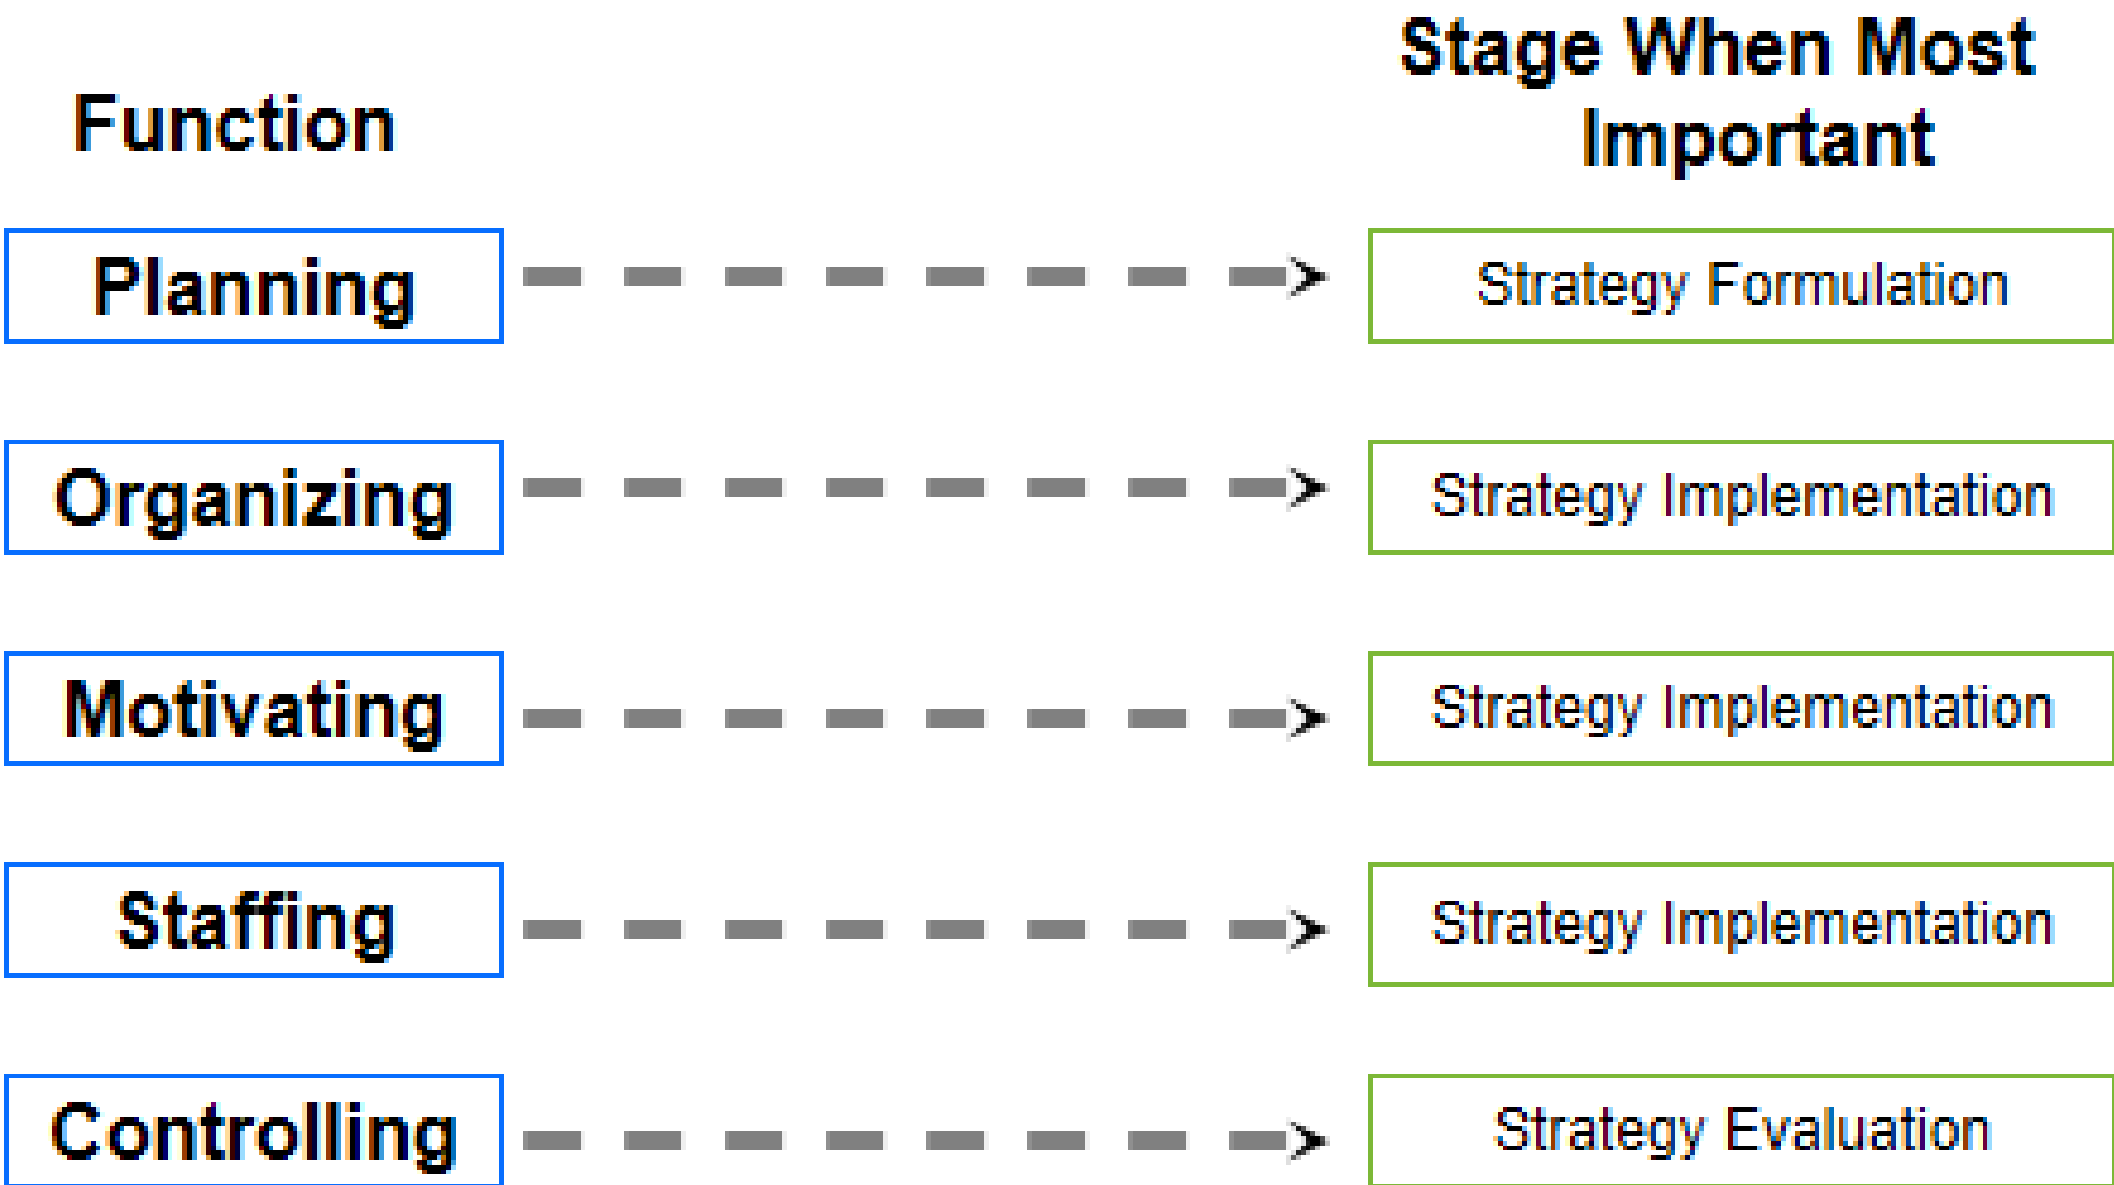 Function
Stage When Most
Important
Planning
Strategy Formulation
Organizing
Strategy Implementation
Motivating
Strategy Implementation
Staffing
Strategy Implementation
Controlling
Strategy Evaluation